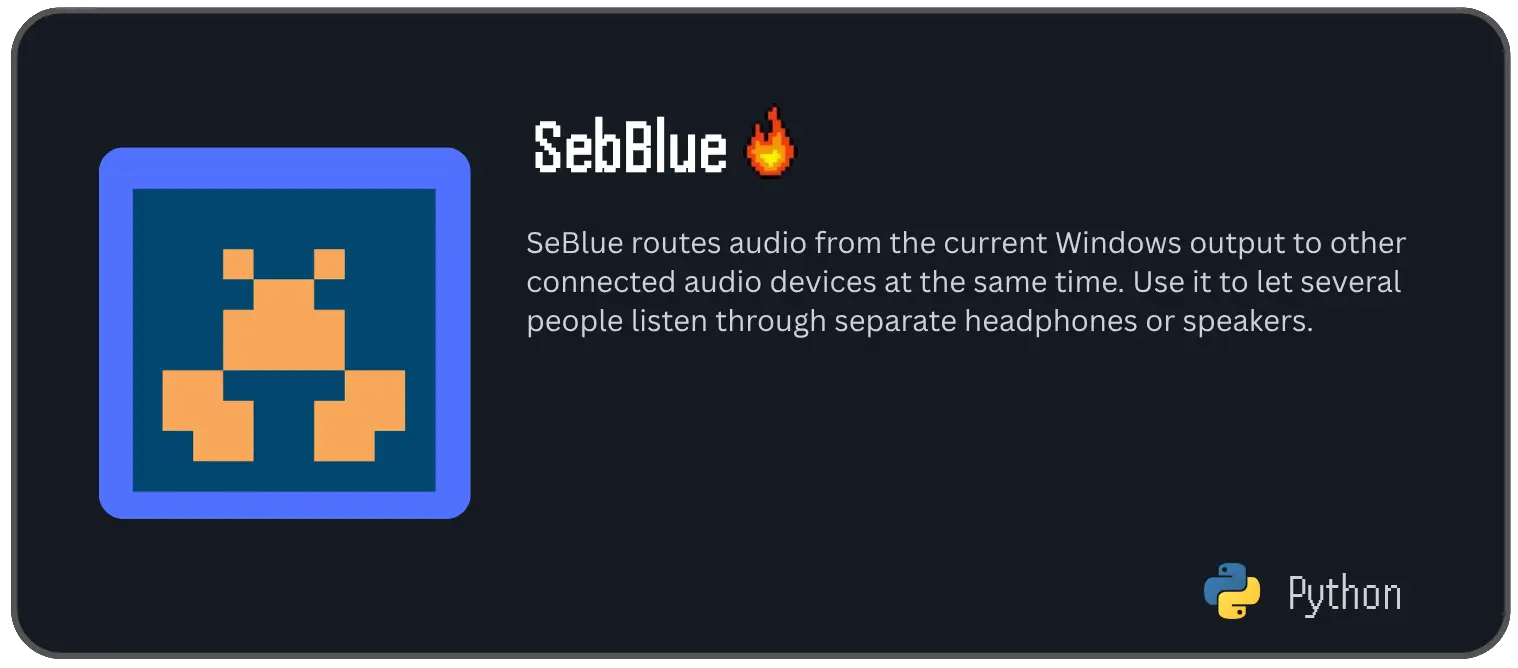 SebBlue
SeBlue routes audio from the current Windows output to other
connected audio devices at the same time. Use it to let several
people listen through separate headphones or speakers.
Python